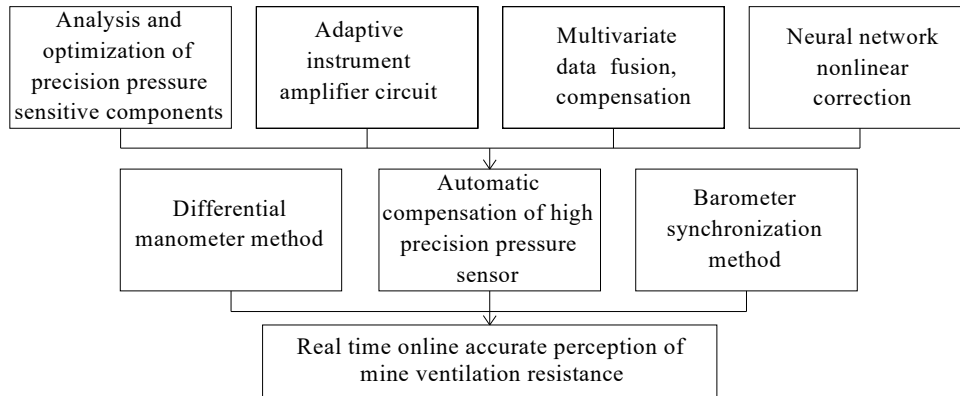 Analysis and
optimization of
precision pressure
sensitive components
Adaptive
instrument
amplifier circuit
Multivariate
data fusion,
compensation
Neural network
nonlinear
correction
Differential
manometer method
Automatic
compensation of high
precision pressure
sensor
Barometer
synchronization
method
Real time online accurate perception of
mine ventilation resistance